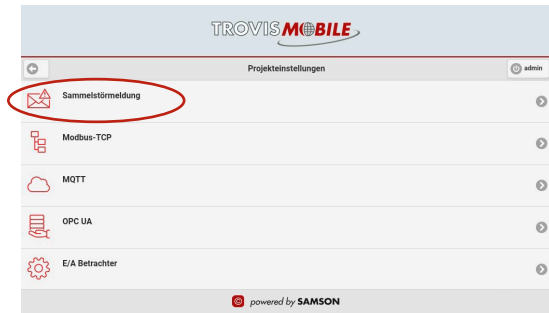 TROVIS MOBILE
Projekteinstellungen
admin
Sammelstörmeldung
Modbus-TCP
MQTT
OPC UA
E/A Betrachter
powered by SAMSON